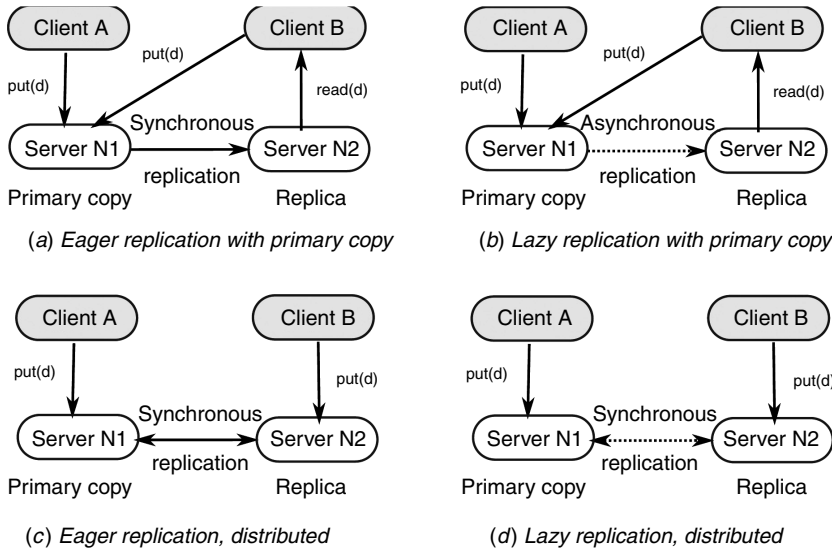 Client A
Client B
put(d)
put(d)
read(d)
Synchronous
Server N1
Server N2
replication
Primary copy
Replica
(a) Eager replication with primary copy
Client A
Client B
put(d)
put(d)
read(d)
Asynchronous
Server N1
Server N2
replication
Primary copy
Replica
(b) Lazy replication with primary copy
Client A
Client B
put(d)
put(d)
Synchronous
Server N1
Server N2
replication
Primary copy
Replica
(c) Eager replication, distributed
Client A
Client B
put(d)
put(d)
Synchronous
Server N1
Server N2
replication
Primary copy
Replica
(d) Lazy replication, distributed